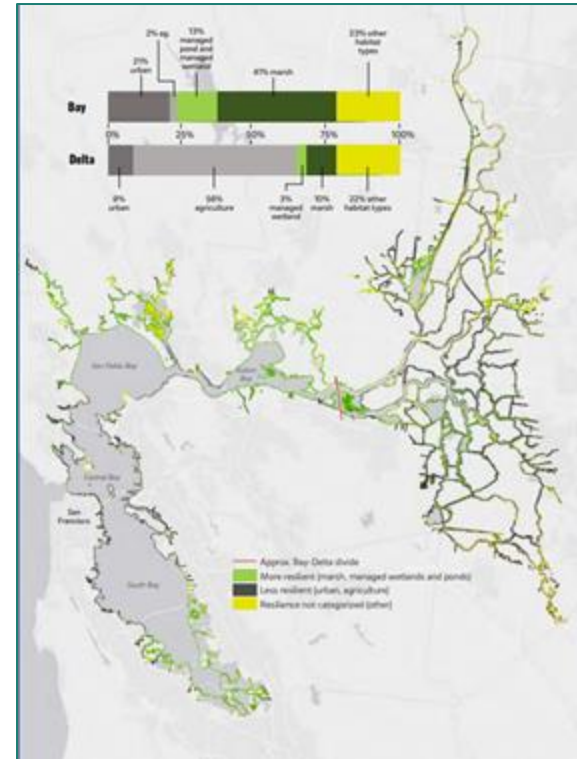 2% ag
13%
managed
pond and
managed
wetland
23% other
habitat
types
21%
urban
41% marsh
Bay
0%
25%
50%
75%
100%
Delta
8%
urban
56%
agriculture
3%
managed
wetland
10%
marsh
22% other
habitat types
San Pablo Bay
Suisun
Bay
Central Bay
San
Francisco
South Bay
Approx. Bay-Delta divide
More resilient (marsh, managed wetlands and ponds)
Less resilient (urban, agriculture)
Resilience not categorized (other)